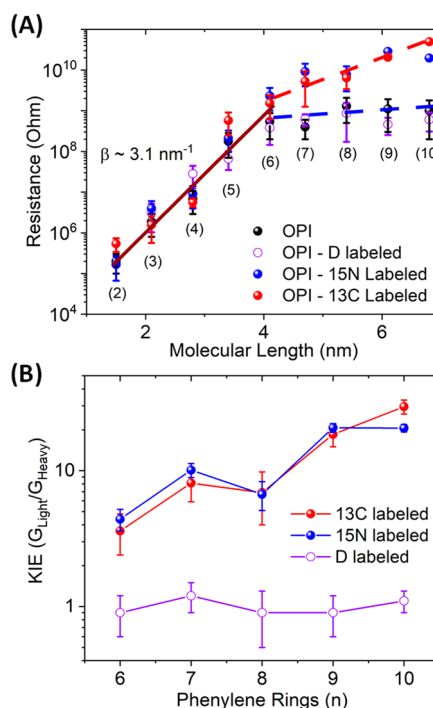 (A)
10^10
10^8
10^6
10^4
Resistance (Ohm)
β ~ 3.1 nm^-1
(2)
(3)
(4)
(5)
(6)
(7)
(8)
(9)
(10)
OPI
OPI - D labeled
OPI - 15N Labeled
OPI - 13C Labeled
2 4 6
Molecular Length (nm)
(B)
KIE (G_Light/G_Heavy)
10
1
13C labeled
15N labeled
D labeled
6 7 8 9 10
Phenylene Rings (n)